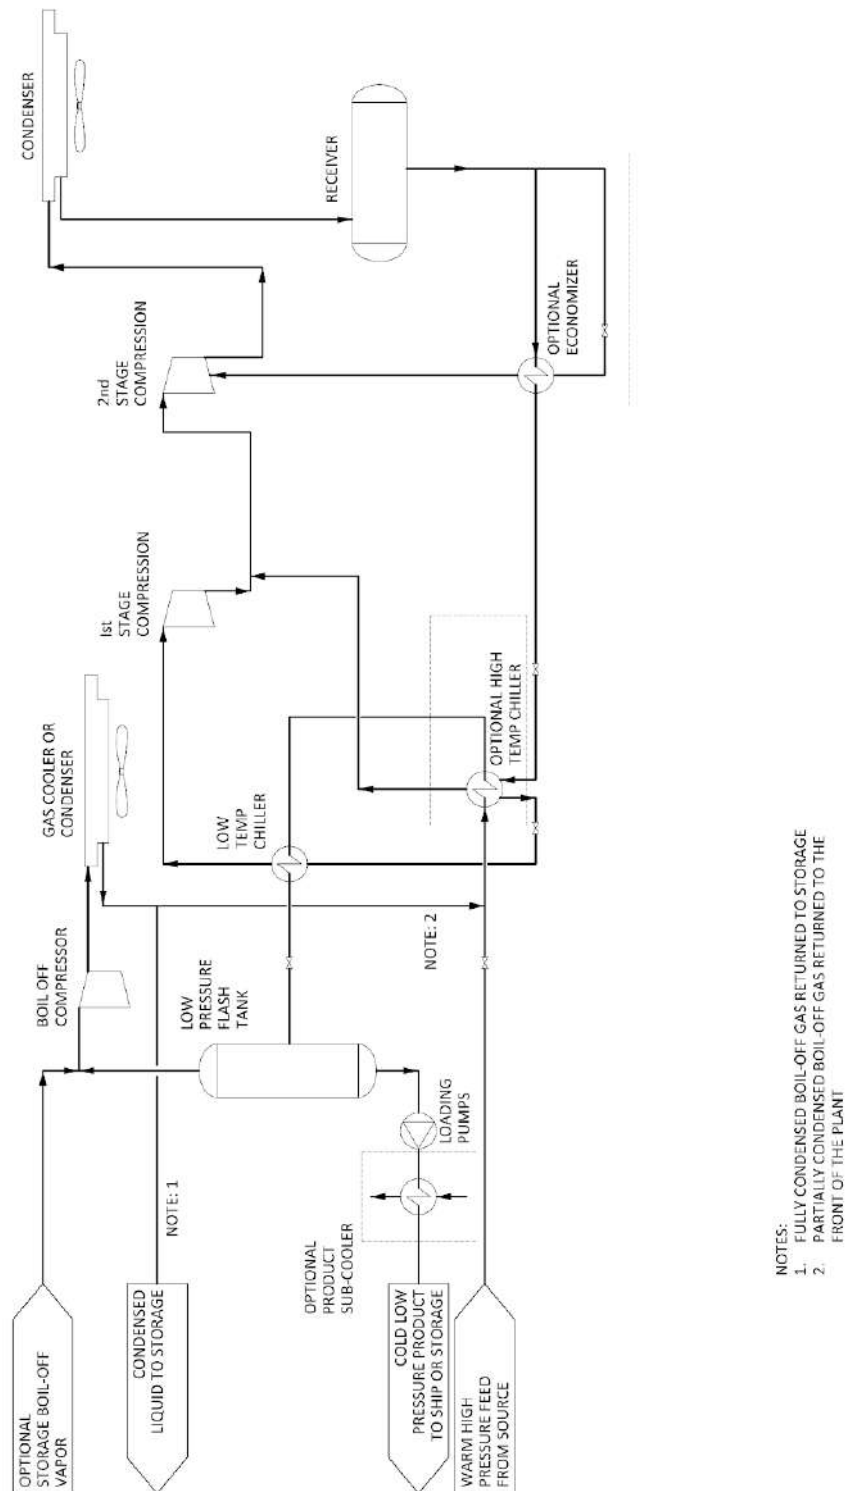 CONDENSER
RECEIVER
2nd
STAGE
COMPRESSION
OPTIONAL
ECONOMIZER
Ist
STAGE
COMPRESSION
GAS COOLER OR
CONDENSER
LOW
TEMP
CHILLER
OPTIONAL HIGH
TEMP CHILLER
BOIL OFF
COMPRESSOR
LOW
PRESSURE
FLASH
TANK
NOTE: 2
LOADING
PUMPS
NOTE: 1
OPTIONAL
PRODUCT
SUB-COOLER
OPTIONAL
STORAGE BOIL-OFF
VAPOR
CONDENSED
LIQUID TO STORAGE
COLD LOW
PRESSURE PRODUCT
TO SHIP OR STORAGE
WARM HIGH
PRESSURE FEED
FROM SOURCE
NOTES:
1. FULLY CONDENSED BOIL-OFF GAS RETURNED TO STORAGE
2. PARTIALLY CONDENSED BOIL-OFF GAS RETURNED TO THE
FRONT OF THE PLANT